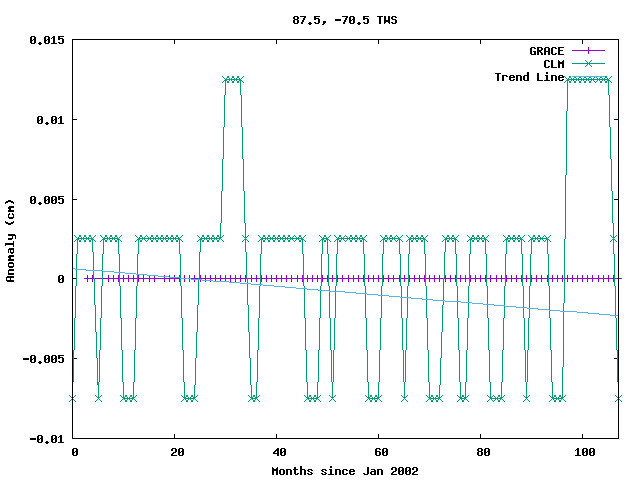 87.5, -70.5 TWS
0.015
0.01
0.005
0
-0.005
-0.01
Anomaly (cm)
GRACE
CLM
Trend Line
0 20 40 60 80 100
Months since Jan 2002